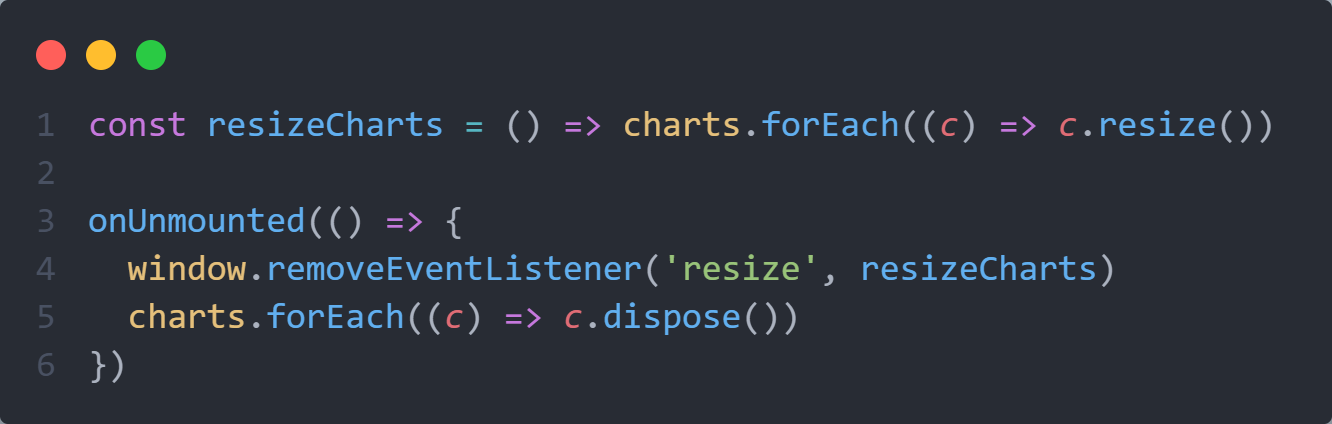 1 const resizeCharts = () => charts.forEach((c) => c.resize())
2
3 onUnmounted(() => {
4   window.removeEventListener('resize', resizeCharts)
5   charts.forEach((c) => c.dispose())
6 })